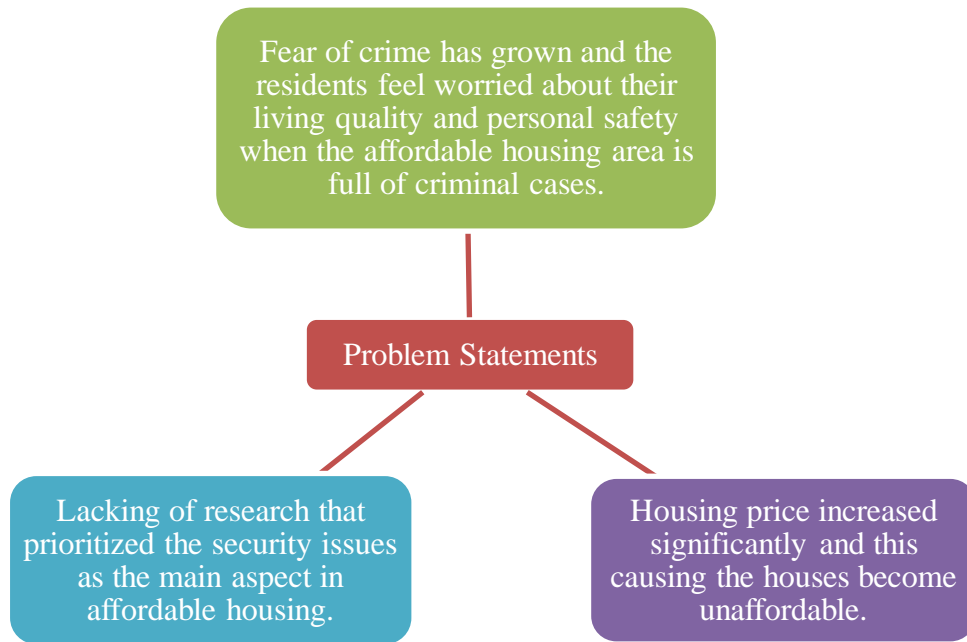 Fear of crime has grown and the
residents feel worried about their
living quality and personal safety
when the affordable housing area is
full of criminal cases.
Problem Statements
Lacking of research that
prioritized the security issues
as the main aspect in
affordable housing.
Housing price increased
significantly and this
causing the houses become
unaffordable.